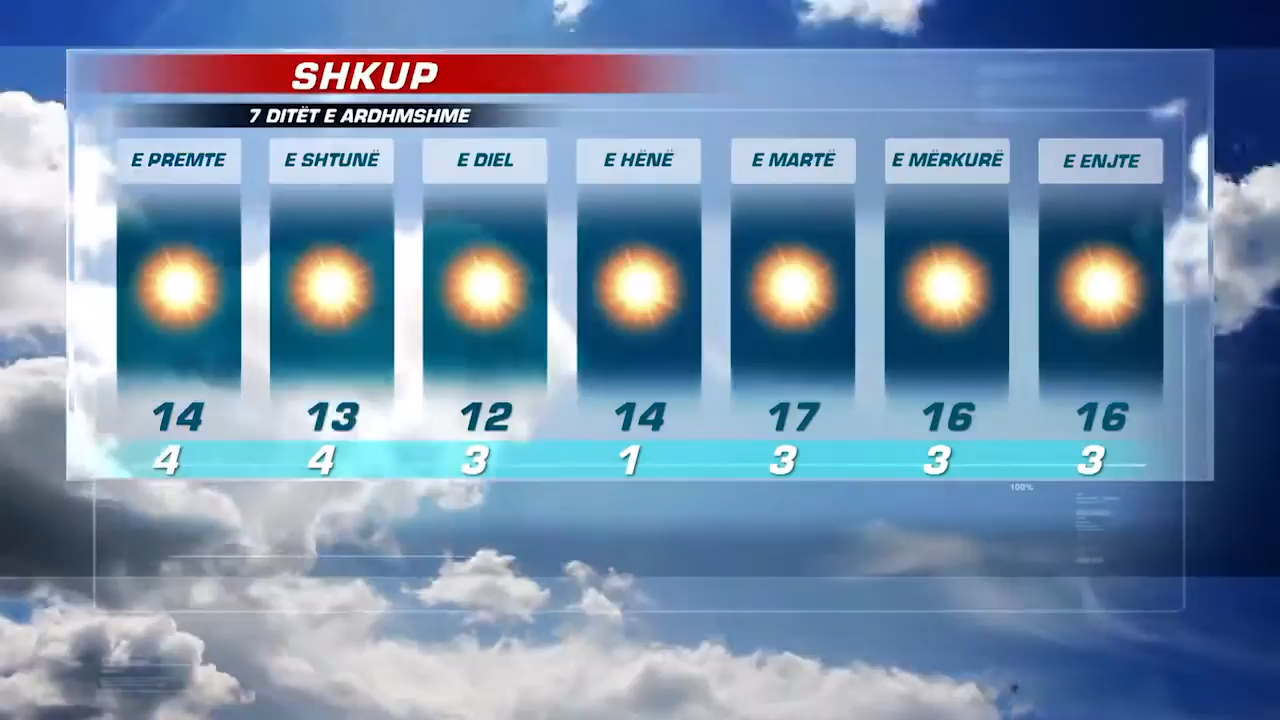 SHKUP
7 DITËT E ARDHMSHME
E PREMTE E SHTUNË E DIEL E HËNË E MARTË E MËRKURË E ENJTE
14 13 12 14 17 16 16
4 4 3 1 3 3 3
100%